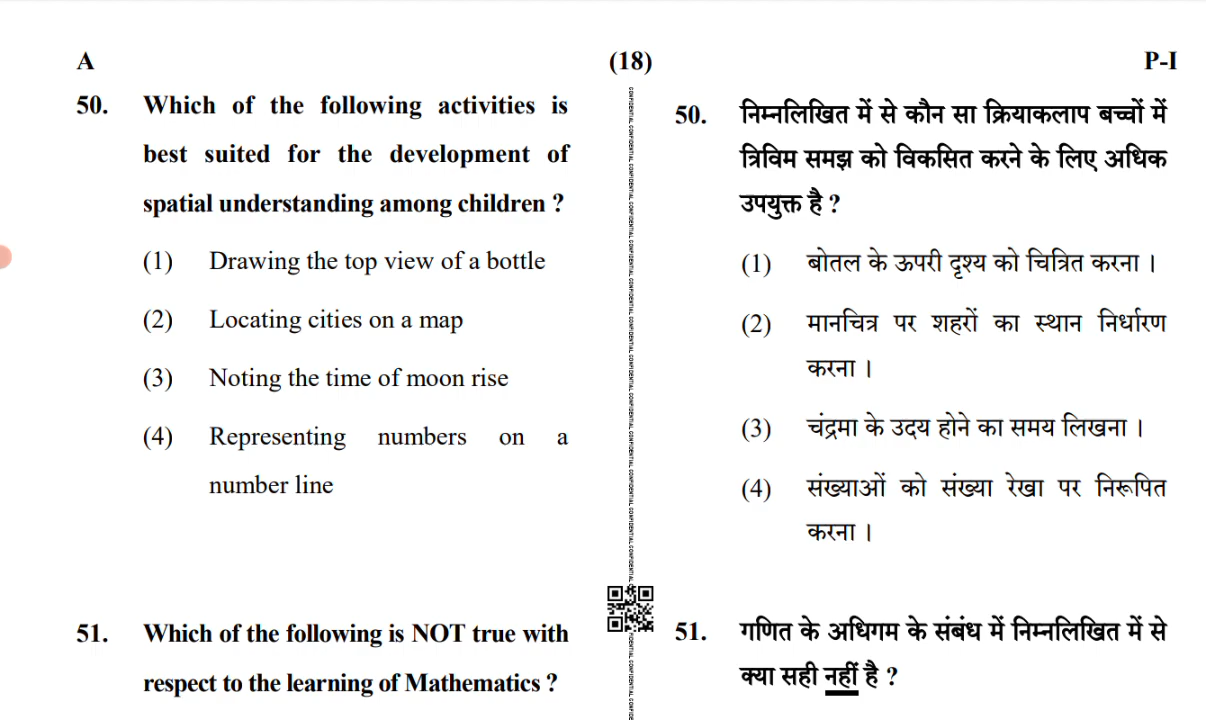 A (18) P-I
50. Which of the following activities is
best suited for the development of
spatial understanding among children ?
(1) Drawing the top view of a bottle
(2) Locating cities on a map
(3) Noting the time of moon rise
(4) Representing numbers on a
number line
51. Which of the following is NOT true with
respect to the learning of Mathematics ?
50. निम्नलिखित में से कौन सा क्रियाकलाप बच्चों में
त्रिविम समझ को विकसित करने के लिए अधिक
उपयुक्त है ?
(1) बोतल के ऊपरी दृश्य को चित्रित करना ।
(2) मानचित्र पर शहरों का स्थान निर्धारण
करना ।
(3) चंद्रमा के उदय होने का समय लिखना ।
(4) संख्याओं को संख्या रेखा पर निरूपित
करना ।
51. गणित के अधिगम के संबंध में निम्नलिखित में से
क्या सही नहीं है ?